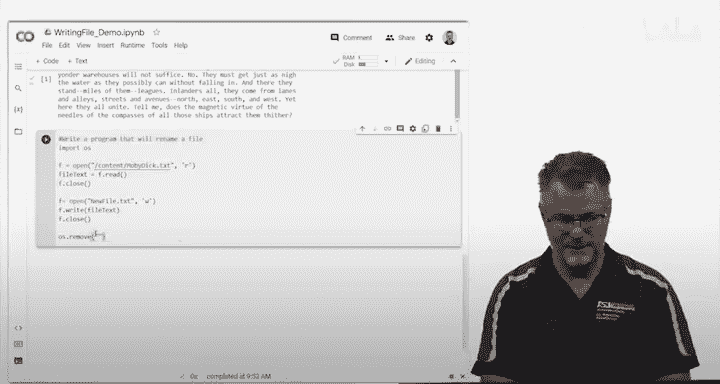 WritingFile_Demo.ipynb
Comment
Share
File Edit View Insert Runtime Tools Help
+ Code + Text
RAM
Disk
Editing
yonder warehouses will not suffice. No. They must get just as nigh
the water as they possibly can without falling in. And there they
stand--miles of them--leagues. Inlanders all, they come from lanes
and alleys, streets and avenues--north, east, south, and west. Yet
here they all unite. Tell me, does the magnetic virtue of the
needles of the compasses of all those ships attract them thither?
[1]
{x}
#Write a program that will rename a file
import os
f = open("/content/MobyDick.txt", 'r')
fileText = f.read()
f.close()
f= open("NewFile.txt", 'w')
f.write(fileText)
f.close()
os.remove(
0s completed at 9:53 AM